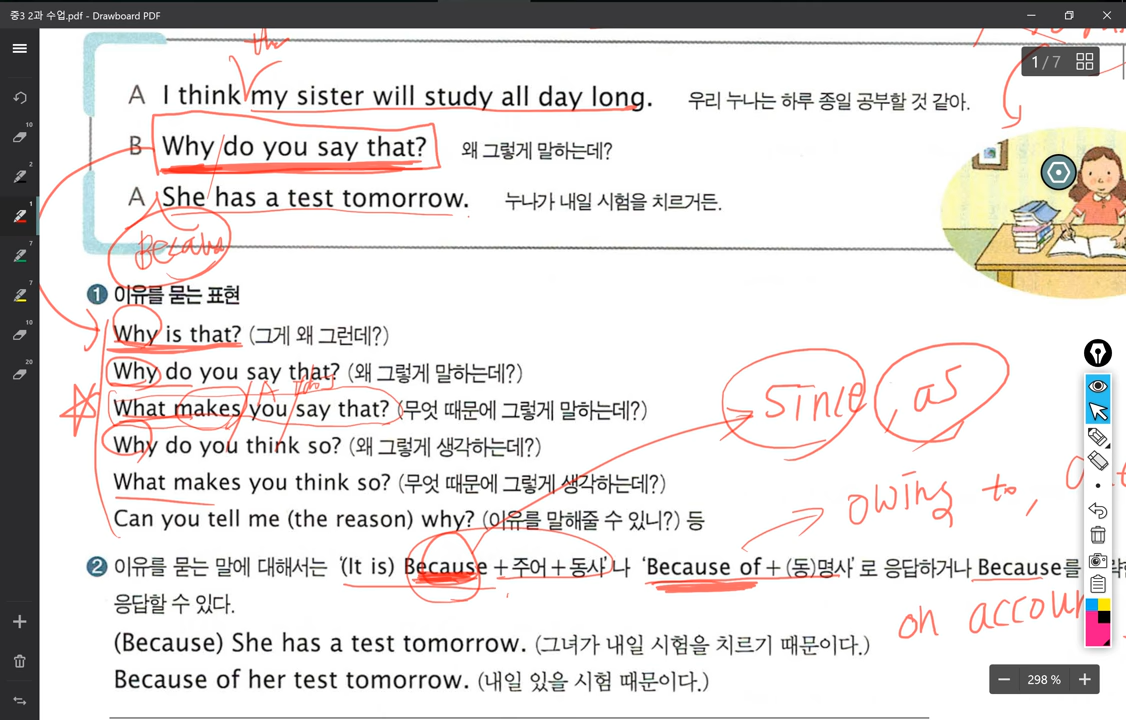 중3 2과 수업.pdf - Drawboard PDF
1 / 7
the
A I think my sister will study all day long. 우리 누나는 하루 종일 공부할 것 같아.
B Why do you say that? 왜 그렇게 말하는데?
A She has a test tomorrow. 누나가 내일 시험을 치르거든.
1 이유를 묻는 표현
Why is that? (그게 왜 그런데?)
Why do you say that? (왜 그렇게 말하는데?)
What makes you say that? (무엇 때문에 그렇게 말하는데?)
Why do you think so? (왜 그렇게 생각하는데?)
What makes you think so? (무엇 때문에 그렇게 생각하는데?)
Can you tell me (the reason) why? (이유를 말해줄 수 있니?) 등
since, as
owing to,
2 이유를 묻는 말에 대해서는 '(It is) Because + 주어 + 동사'나 'Because of + (동)명사'로 응답하거나 Because를
응답할 수 있다.
on accoun
(Because) She has a test tomorrow. (그녀가 내일 시험을 치르기 때문이다.)
Because of her test tomorrow. (내일 있을 시험 때문이다.)
298 %
10
2
1
7
7
10
20